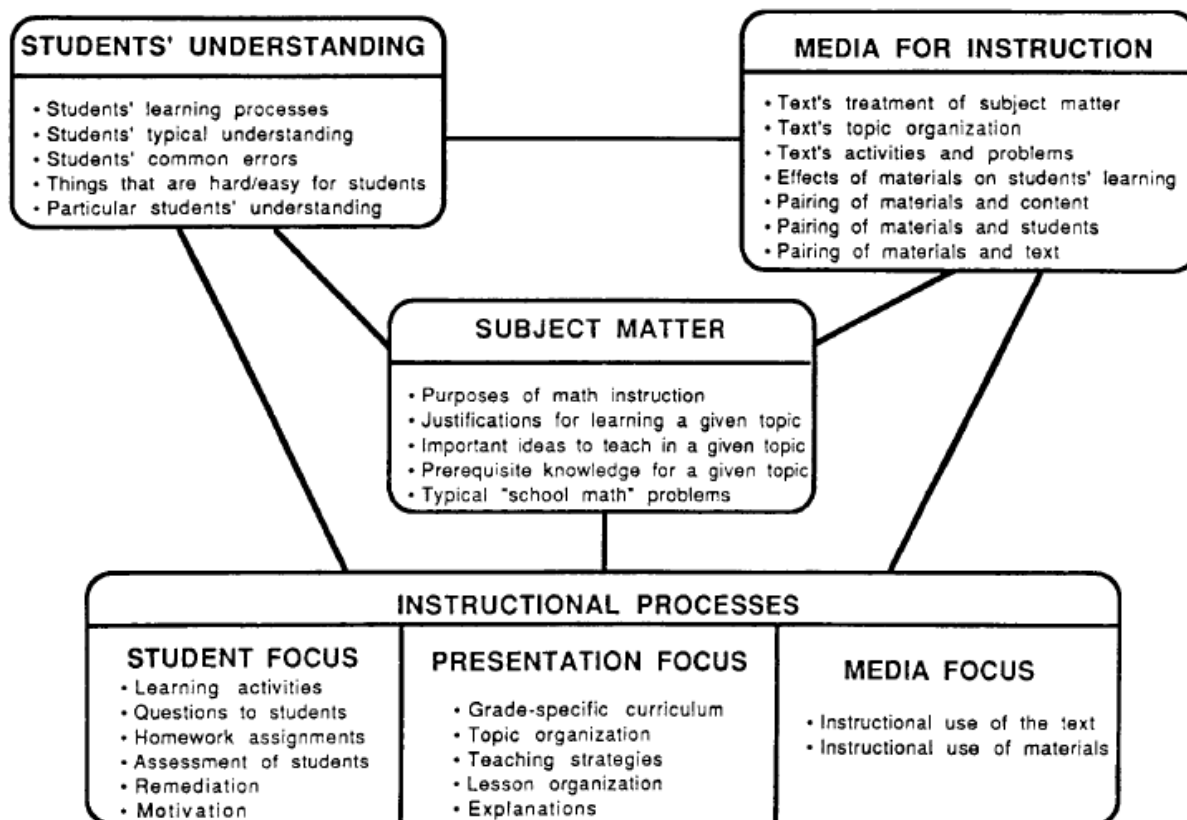 STUDENTS' UNDERSTANDING
• Students' learning processes
• Students' typical understanding
• Students' common errors
• Things that are hard/easy for students
• Particular students' understanding
MEDIA FOR INSTRUCTION
• Text's treatment of subject matter
• Text's topic organization
• Text's activities and problems
• Effects of materials on students' learning
• Pairing of materials and content
• Pairing of materials and students
• Pairing of materials and text
SUBJECT MATTER
• Purposes of math instruction
• Justifications for learning a given topic
• Important ideas to teach in a given topic
• Prerequisite knowledge for a given topic
• Typical "school math" problems
INSTRUCTIONAL PROCESSES
STUDENT FOCUS
• Learning activities
• Questions to students
• Homework assignments
• Assessment of students
• Remediation
• Motivation
PRESENTATION FOCUS
• Grade-specific curriculum
• Topic organization
• Teaching strategies
• Lesson organization
• Explanations
MEDIA FOCUS
• Instructional use of the text
• Instructional use of materials